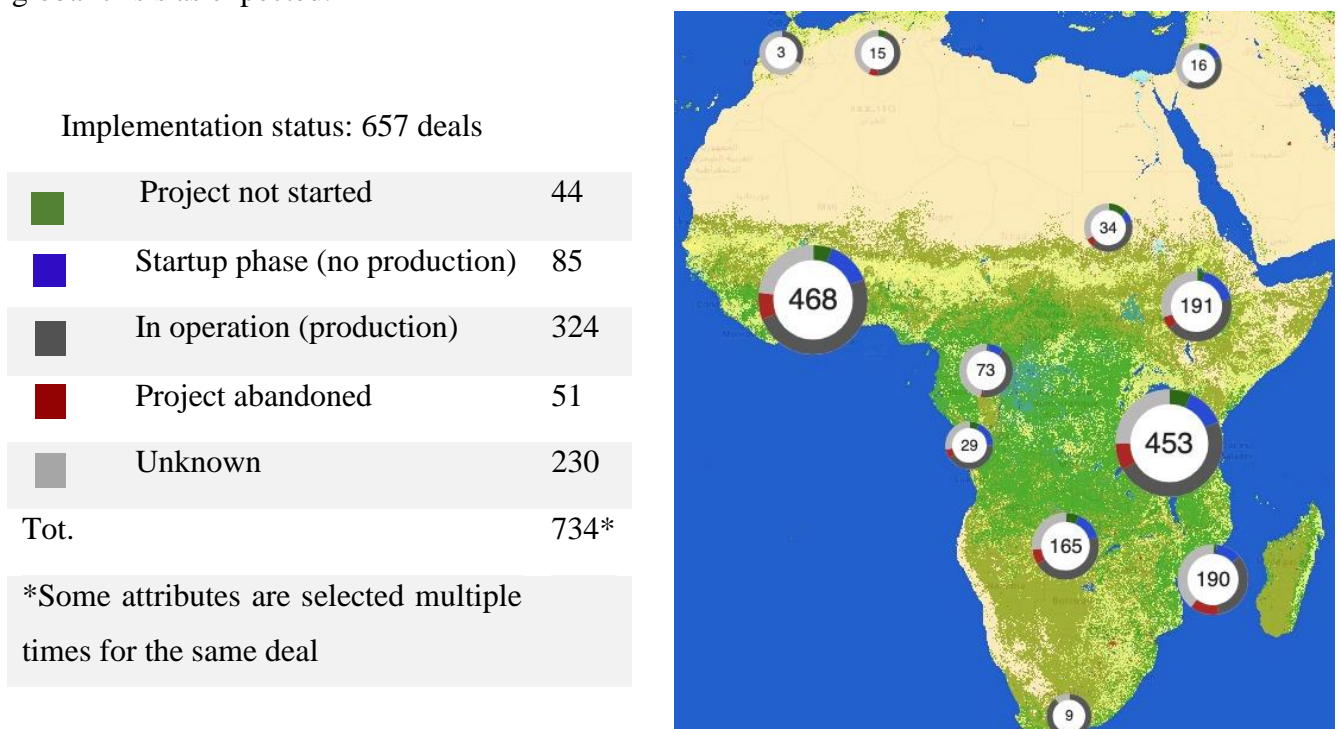 Implementation status: 657 deals
Project not started 44
Startup phase (no production) 85
In operation (production) 324
Project abandoned 51
Unknown 230
Tot. 734*
*Some attributes are selected multiple
times for the same deal
3
15
16
34
468
191
73
453
29
165
190
9